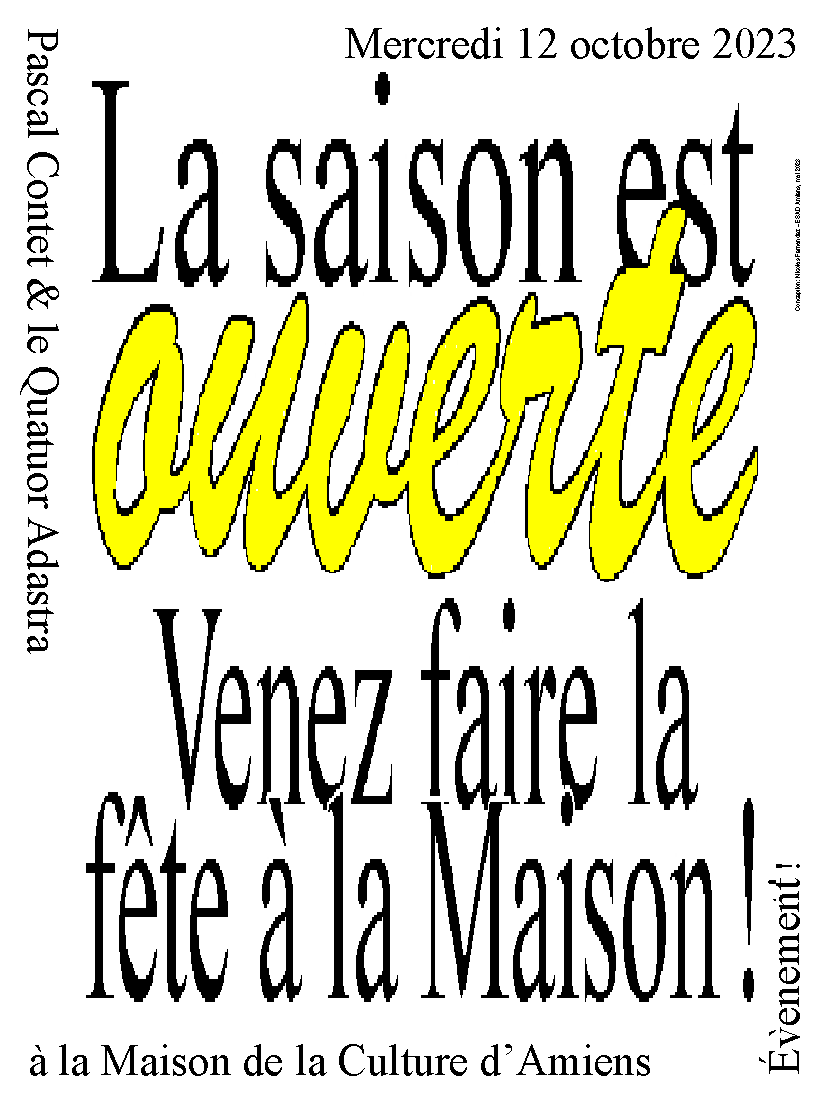 Mercredi 12 octobre 2023
Pascal Contet & le Quatuor Adastra
La saison est
ouverte
Venez faire la
fête à la Maison !
Évènement !
à la Maison de la Culture d’Amiens